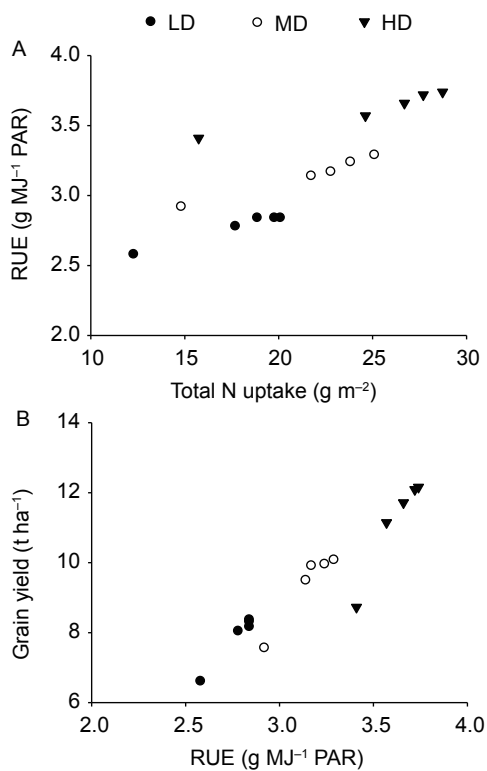 LD MD HD
A
4.0
3.5
3.0
2.5
2.0
RUE (g MJ⁻¹ PAR)
10 15 20 25 30
Total N uptake (g m⁻²)
B
14
12
10
8
6
Grain yield (t ha⁻¹)
2.0 2.5 3.0 3.5 4.0
RUE (g MJ⁻¹ PAR)